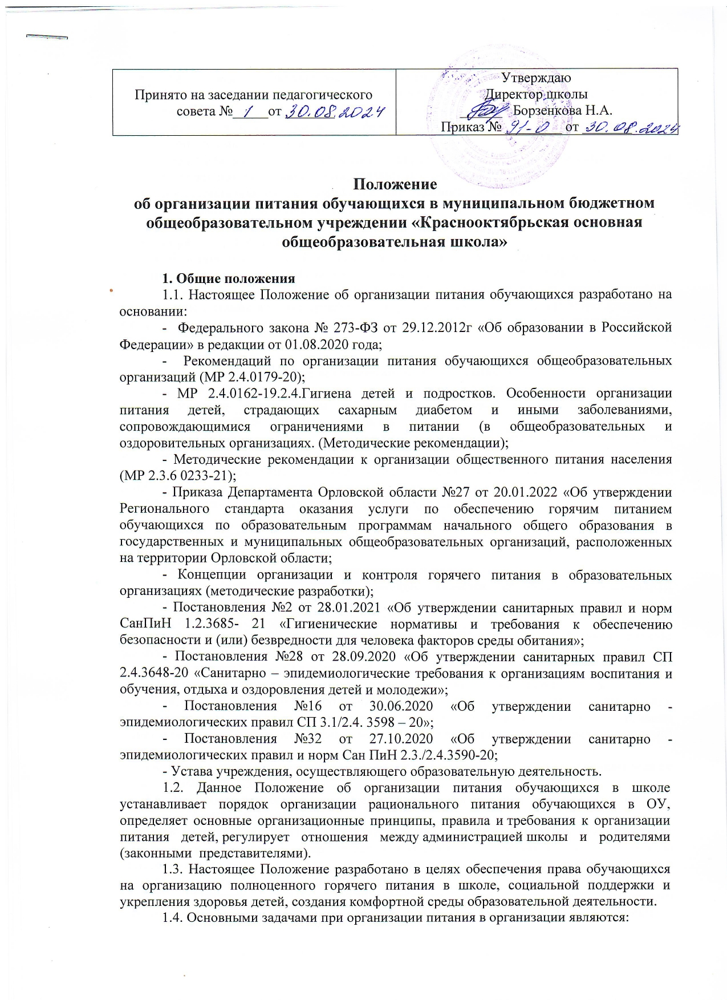 Принято на заседании педагогического
совета № 1 от 30.08.2024
Утверждаю
Директор школы
Борзенкова Н.А.
Приказ № 91-О от 30.08.2024
Положение
об организации питания обучающихся в муниципальном бюджетном
общеобразовательном учреждении «Краснооктябрьская основная
общеобразовательная школа»
1. Общие положения
1.1. Настоящее Положение об организации питания обучающихся разработано на
основании:
- Федерального закона № 273-ФЗ от 29.12.2012г «Об образовании в Российской
Федерации» в редакции от 01.08.2020 года;
- Рекомендаций по организации питания обучающихся общеобразовательных
организаций (МР 2.4.0179-20);
- МР 2.4.0162-19.2.4.Гигиена детей и подростков. Особенности организации
питания детей, страдающих сахарным диабетом и иными заболеваниями,
сопровождающимися ограничениями в питании (в общеобразовательных и
оздоровительных организациях. (Методические рекомендации);
- Методические рекомендации к организации общественного питания населения
(МР 2.3.6 0233-21);
- Приказа Департамента Орловской области №27 от 20.01.2022 «Об утверждении
Регионального стандарта оказания услуги по обеспечению горячим питанием
обучающихся по образовательным программам начального общего образования в
государственных и муниципальных общеобразовательных организаций, расположенных
на территории Орловской области;
- Концепции организации и контроля горячего питания в образовательных
организациях (методические разработки);
- Постановления №2 от 28.01.2021 «Об утверждении санитарных правил и норм
СанПиН 1.2.3685- 21 «Гигиенические нормативы и требования к обеспечению
безопасности и (или) безвредности для человека факторов среды обитания»;
- Постановления №28 от 28.09.2020 «Об утверждении санитарных правил СП
2.4.3648-20 «Санитарно – эпидемиологические требования к организациям воспитания и
обучения, отдыха и оздоровления детей и молодежи»;
- Постановления №16 от 30.06.2020 «Об утверждении санитарно -
эпидемиологических правил СП 3.1/2.4. 3598 – 20»;
- Постановления №32 от 27.10.2020 «Об утверждении санитарно -
эпидемиологических правил и норм Сан ПиН 2.3./2.4.3590-20;
- Устава учреждения, осуществляющего образовательную деятельность.
1.2. Данное Положение об организации питания обучающихся в школе
устанавливает порядок организации рационального питания обучающихся в ОУ,
определяет основные организационные принципы, правила и требования к организации
питания детей, регулирует отношения между администрацией школы и родителями
(законными представителями).
1.3. Настоящее Положение разработано в целях обеспечения права обучающихся
на организацию полноценного горячего питания в школе, социальной поддержки и
укрепления здоровья детей, создания комфортной среды образовательной деятельности.
1.4. Основными задачами при организации питания в организации являются: